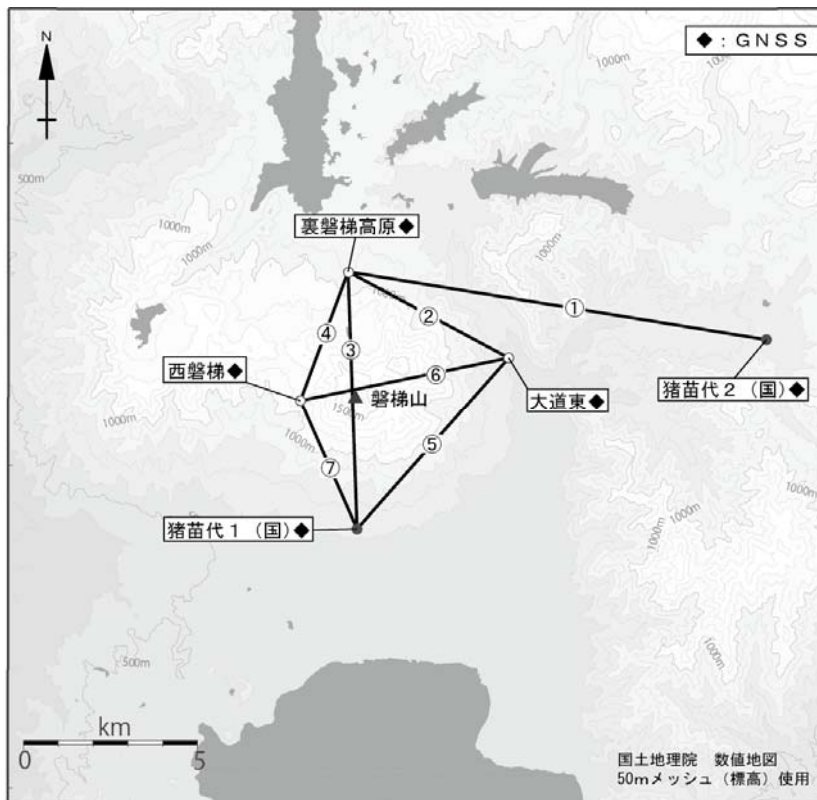 N
◆：ＧＮＳＳ
1000m
1000m
500m
1000m
1000m
裏磐梯高原◆
1000m
1000m
①
②
④
③
西磐梯◆
⑥
猪苗代２（国）◆
磐梯山
大道東◆
1500m
1000m
1000m
⑤
⑦
1000m
1000m
1000m
猪苗代１（国）◆
500m
1000m
km
0
5
国土地理院　数値地図
50mメッシュ（標高）使用